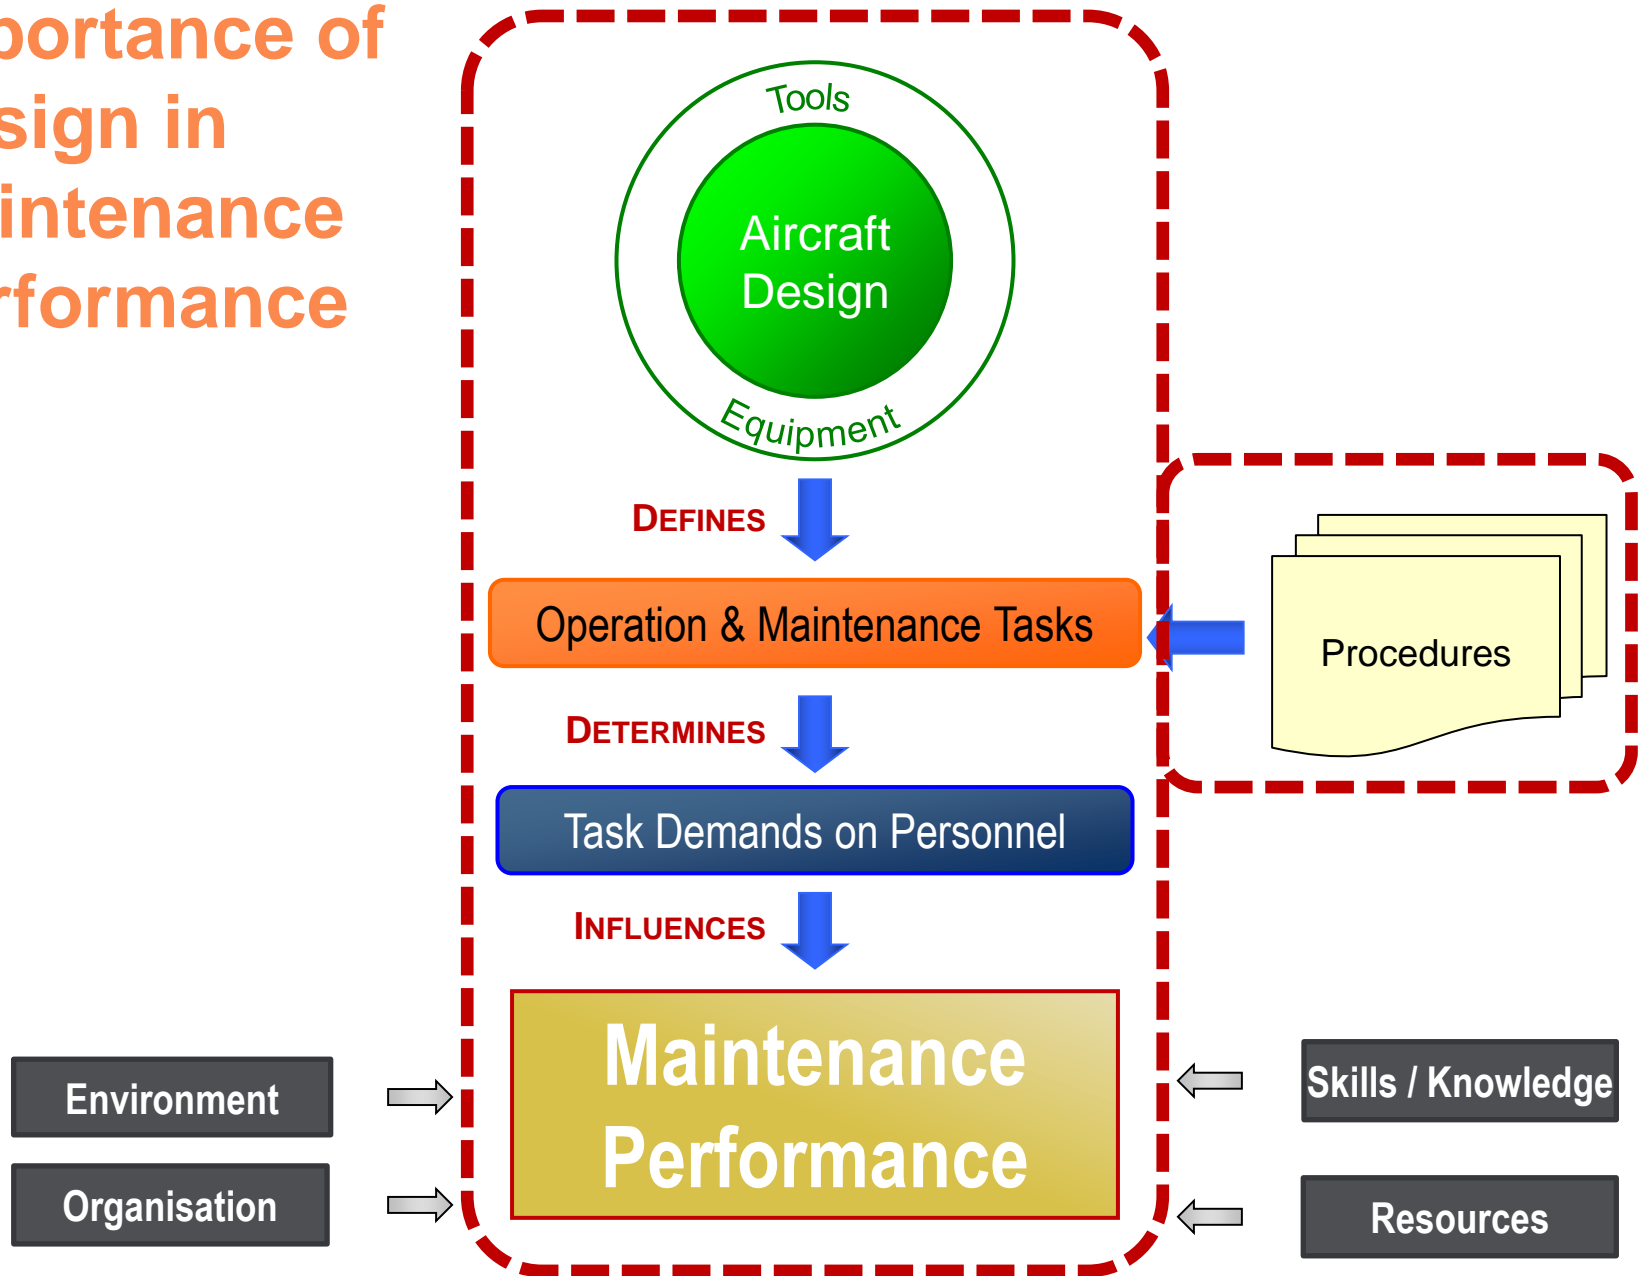 portance of
sign in
intenance
rformance
Tools
Aircraft
Design
Equipment
DEFINES
Operation & Maintenance Tasks
Procedures
DETERMINES
Task Demands on Personnel
INFLUENCES
Maintenance
Performance
Environment
Organisation
Skills / Knowledge
Resources